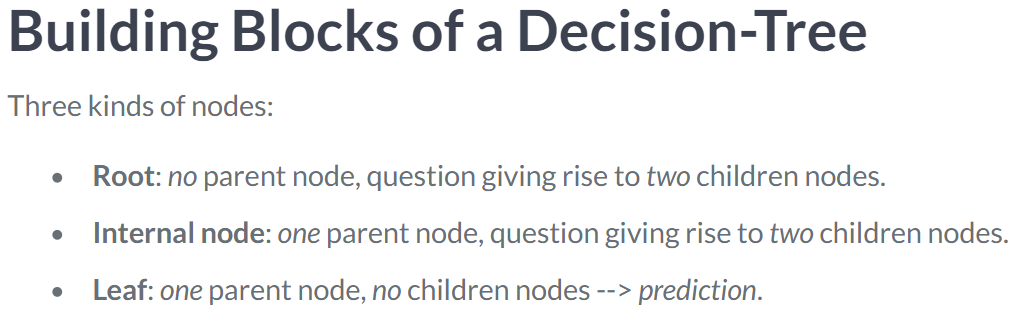 Building Blocks of a Decision-Tree
Three kinds of nodes:
• Root: no parent node, question giving rise to two children nodes.
• Internal node: one parent node, question giving rise to two children nodes.
• Leaf: one parent node, no children nodes --> prediction.